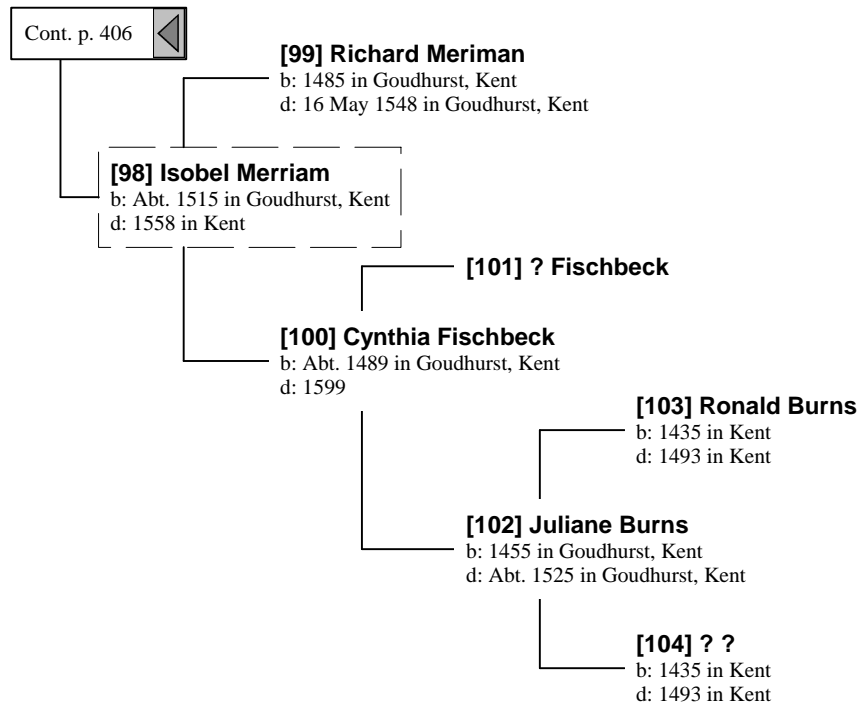 Cont. p. 406
[99] Richard Meriman
b: 1485 in Goudhurst, Kent
d: 16 May 1548 in Goudhurst, Kent
[98] Isobel Merriam
b: Abt. 1515 in Goudhurst, Kent
d: 1558 in Kent
[101] ? Fischbeck
[100] Cynthia Fischbeck
b: Abt. 1489 in Goudhurst, Kent
d: 1599
[103] Ronald Burns
b: 1435 in Kent
d: 1493 in Kent
[102] Juliane Burns
b: 1455 in Goudhurst, Kent
d: Abt. 1525 in Goudhurst, Kent
[104] ? ?
b: 1435 in Kent
d: 1493 in Kent